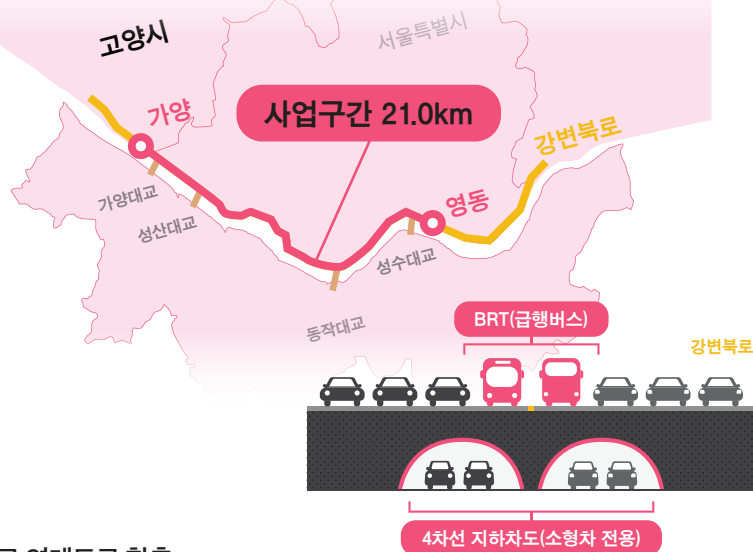 고양시
서울특별시
가양
사업구간 21.0km
강변북로
가양대교
성산대교
영동
성수대교
동작대교
BRT(급행버스)
강변북로
4차선 지하차도(소형차 전용)